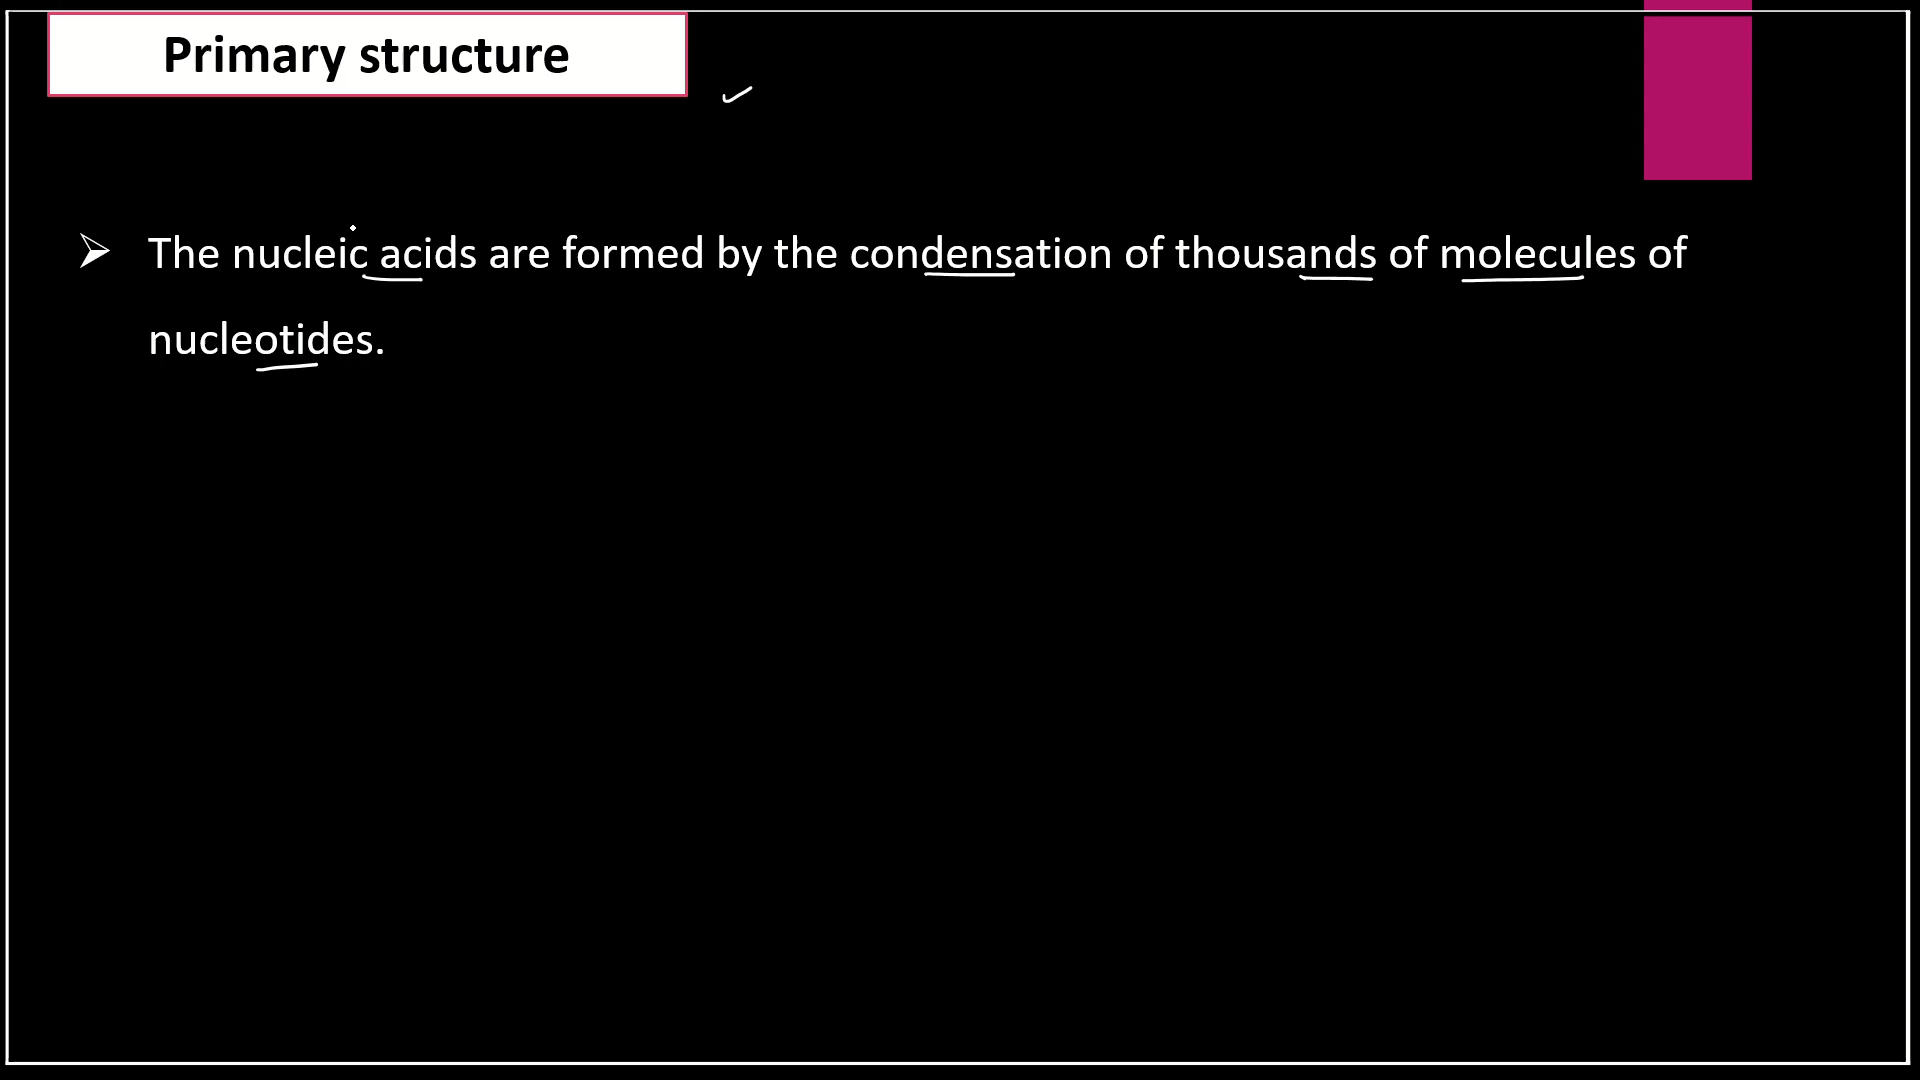 Primary structure
The nucleic acids are formed by the condensation of thousands of molecules of
nucleotides.